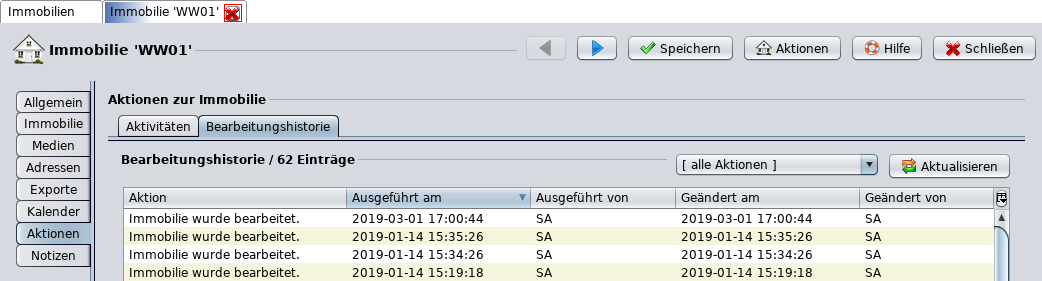 Immobilien Immobilie 'WW01'
Immobilie 'WW01' Speichern Aktionen Hilfe Schließen
Allgemein
Immobilie
Medien
Adressen
Exporte
Kalender
Aktionen
Notizen
Aktionen zur Immobilie
Aktivitäten Bearbeitungshistorie
Bearbeitungshistorie / 62 Einträge [ alle Aktionen ] Aktualisieren
Aktion Ausgeführt am Ausgeführt von Geändert am Geändert von
Immobilie wurde bearbeitet. 2019-03-01 17:00:44 SA 2019-03-01 17:00:44 SA
Immobilie wurde bearbeitet. 2019-01-14 15:35:26 SA 2019-01-14 15:35:26 SA
Immobilie wurde bearbeitet. 2019-01-14 15:34:26 SA 2019-01-14 15:34:26 SA
Immobilie wurde bearbeitet. 2019-01-14 15:19:18 SA 2019-01-14 15:19:18 SA